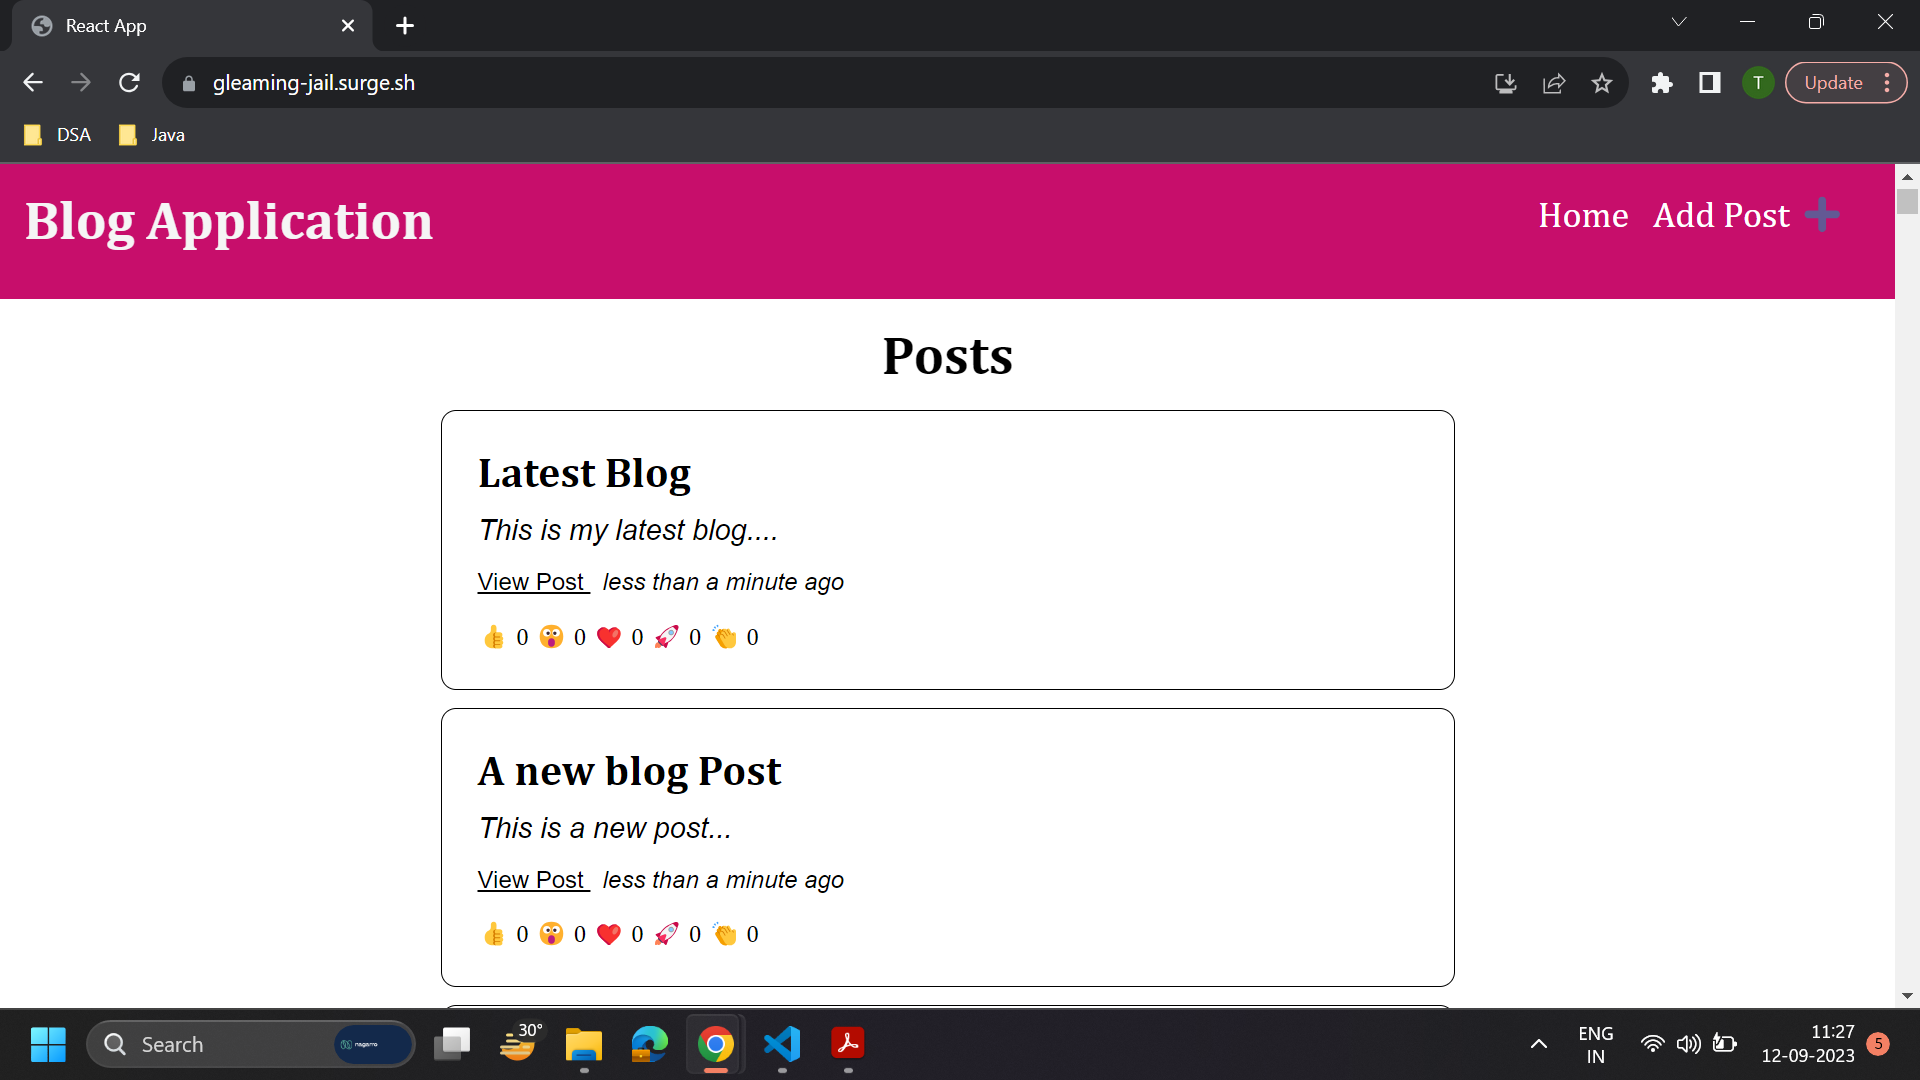 React App
gleaming-jail.surge.sh
T
Update
DSA
Java
Blog Application
Home
Add Post
Posts
Latest Blog
This is my latest blog....
View Post less than a minute ago
👍 0 😲 0 ❤️ 0 🚀 0 👏 0
A new blog Post
This is a new post...
View Post less than a minute ago
👍 0 😲 0 ❤️ 0 🚀 0 👏 0
Search
nagarro
30°
ENG
IN
11:27
12-09-2023
5